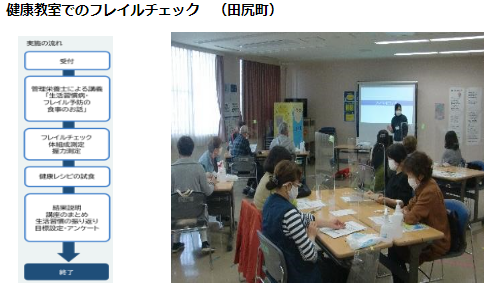 健康教室でのフレイルチェック　（田尻町）
実施の流れ
受付
管理栄養士による講義
「生活習慣病・
フレイル予防の
食事のお話」
フレイルチェック
体組成測定
握力測定
健康レシピの試食
結果説明
講座のまとめ
生活習慣の振り返り
目標設定・アンケート
終了